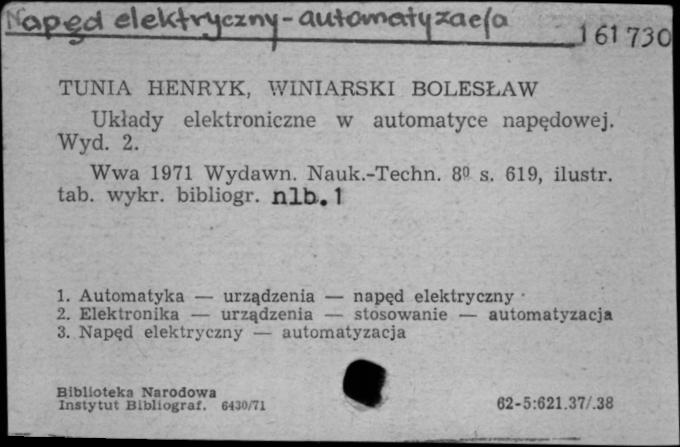 Napęd elektryczny - automatyzacja
161730
TUNIA HENRYK, WINIARSKI BOLESŁAW
Układy elektroniczne w automatyce napędowej.
Wyd. 2.
Wwa 1971 Wydawn. Nauk.-Techn. 8º s. 619, ilustr.
tab. wykr. bibliogr. nlb. 1
1. Automatyka — urządzenia — napęd elektryczny
2. Elektronika — urządzenia — stosowanie — automatyzacja
3. Napęd elektryczny — automatyzacja
Biblioteka Narodowa
Instytut Bibliograf. 6430/71
62-5:621.37/.38